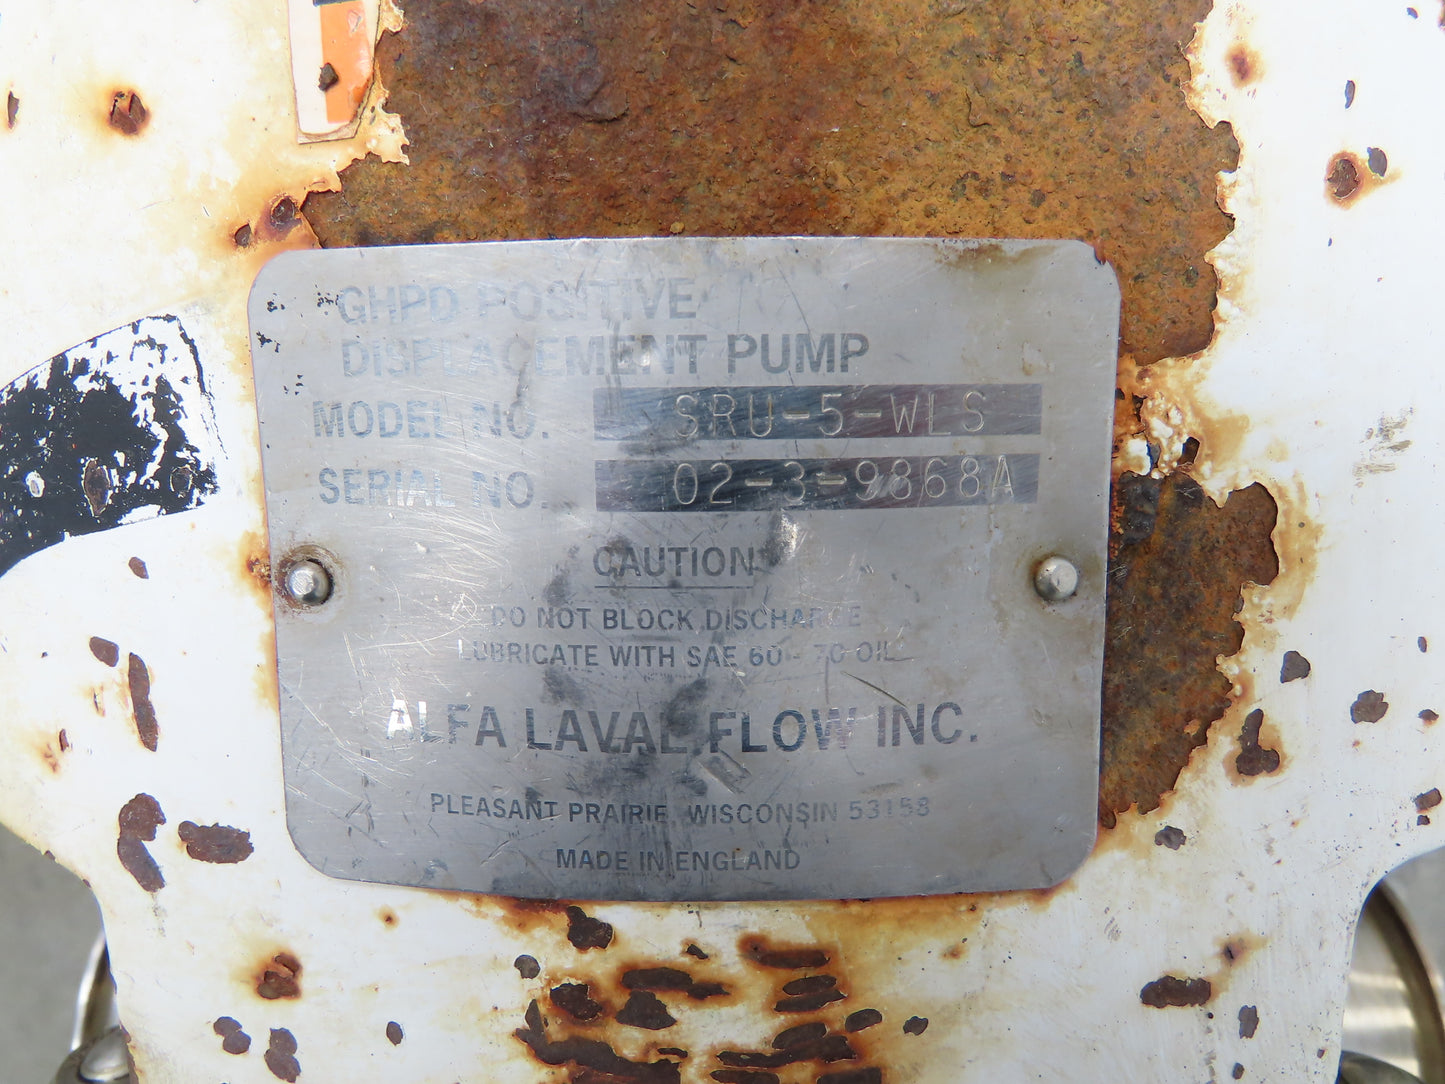 GHPD POSITIVE
DISPLACEMENT PUMP
MODEL NO. SRU-5-WLS
SERIAL NO. 02-3-9868A
CAUTION
DO NOT BLOCK DISCHARGE
LUBRICATE WITH SAE 60 - 70 OIL
ALFA LAVAL FLOW INC.
PLEASANT PRAIRIE, WISCONSIN 53158
MADE IN ENGLAND